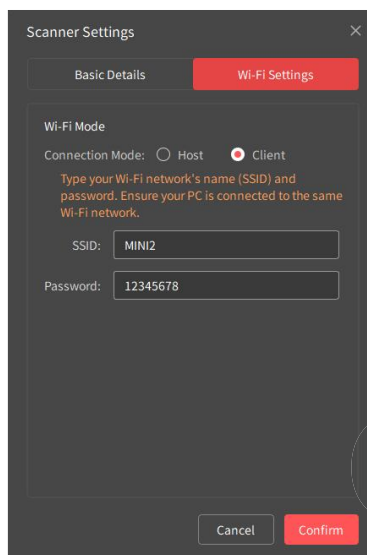 Scanner Settings
Basic Details
Wi-Fi Settings
Wi-Fi Mode
Connection Mode: Host Client
Type your Wi-Fi network's name (SSID) and
password. Ensure your PC is connected to the same
Wi-Fi network.
SSID: MINI2
Password: 12345678
Cancel Confirm